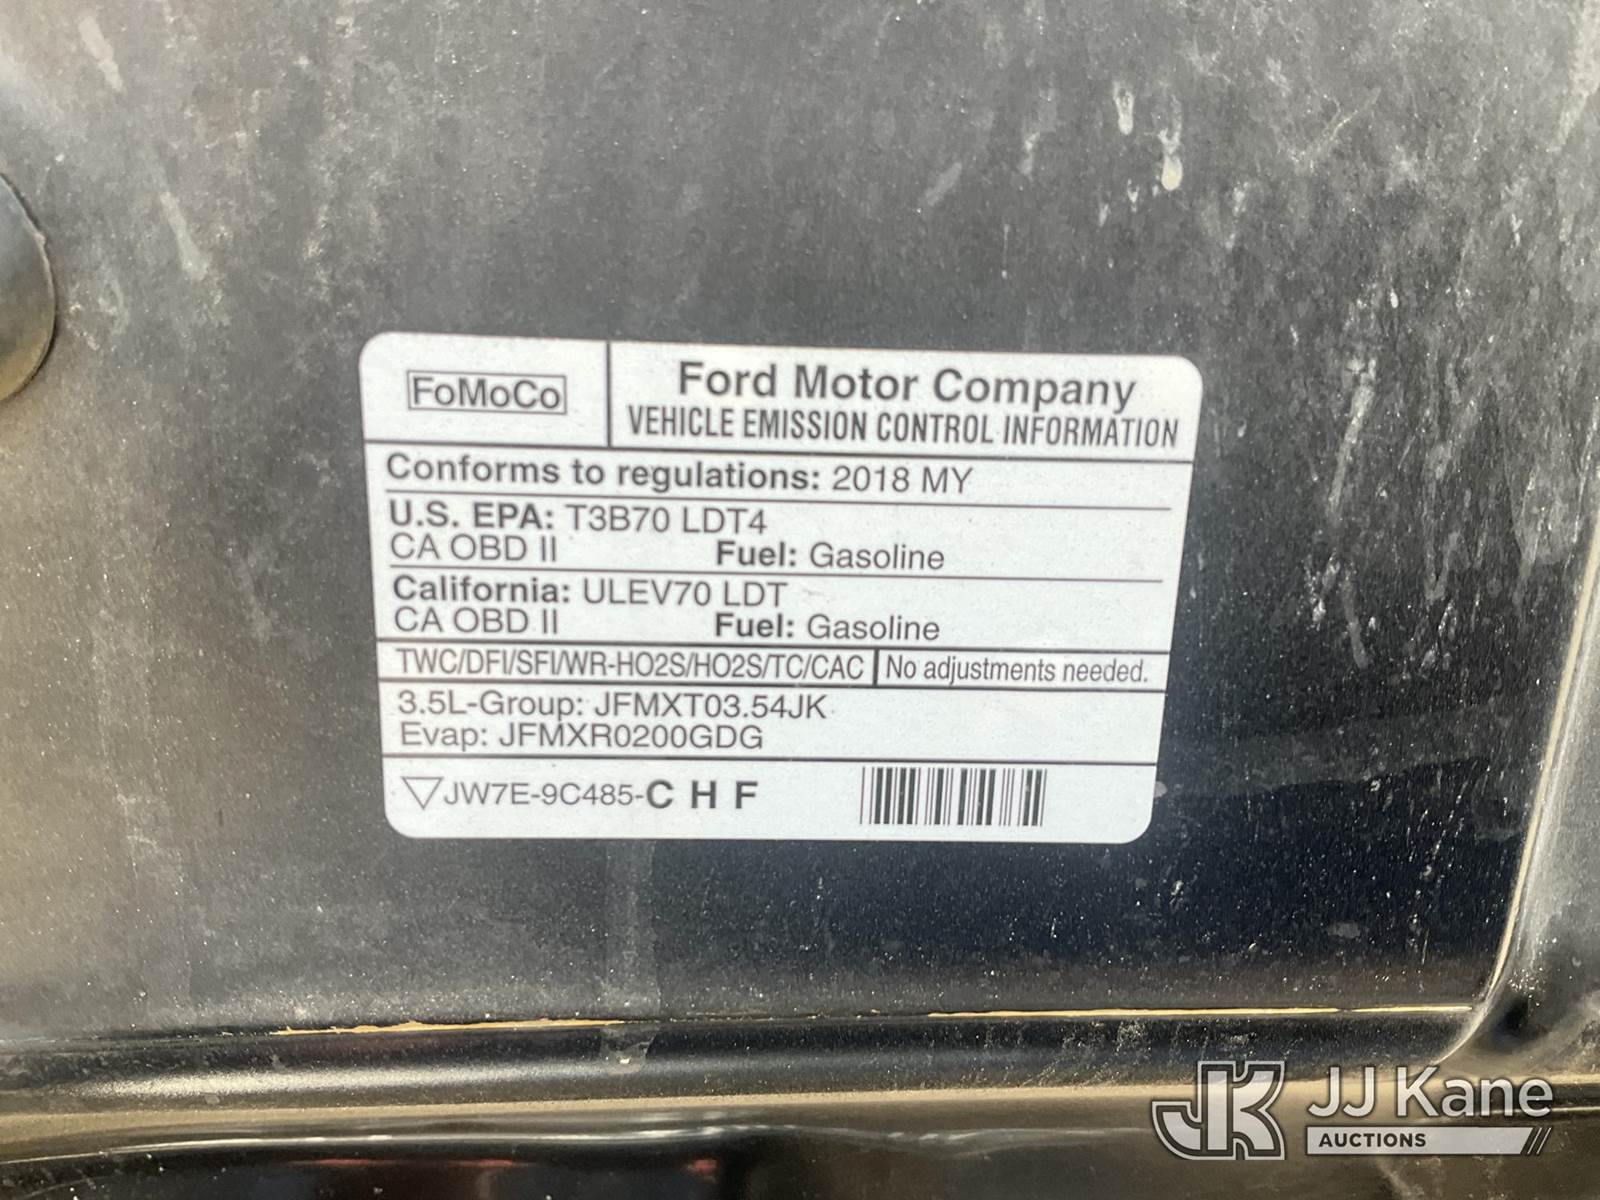 FoMoCo
Ford Motor Company
VEHICLE EMISSION CONTROL INFORMATION
Conforms to regulations: 2018 MY
U.S. EPA: T3B70 LDT4
CA OBD II Fuel: Gasoline
California: ULEV70 LDT
CA OBD II Fuel: Gasoline
TWC/DFI/SFI/WR-HO2S/HO2S/TC/CAC No adjustments needed.
3.5L-Group: JFMXT03.54JK
Evap: JFMXR0200GDG
JW7E-9C485-C H F
JK JJ Kane
AUCTIONS